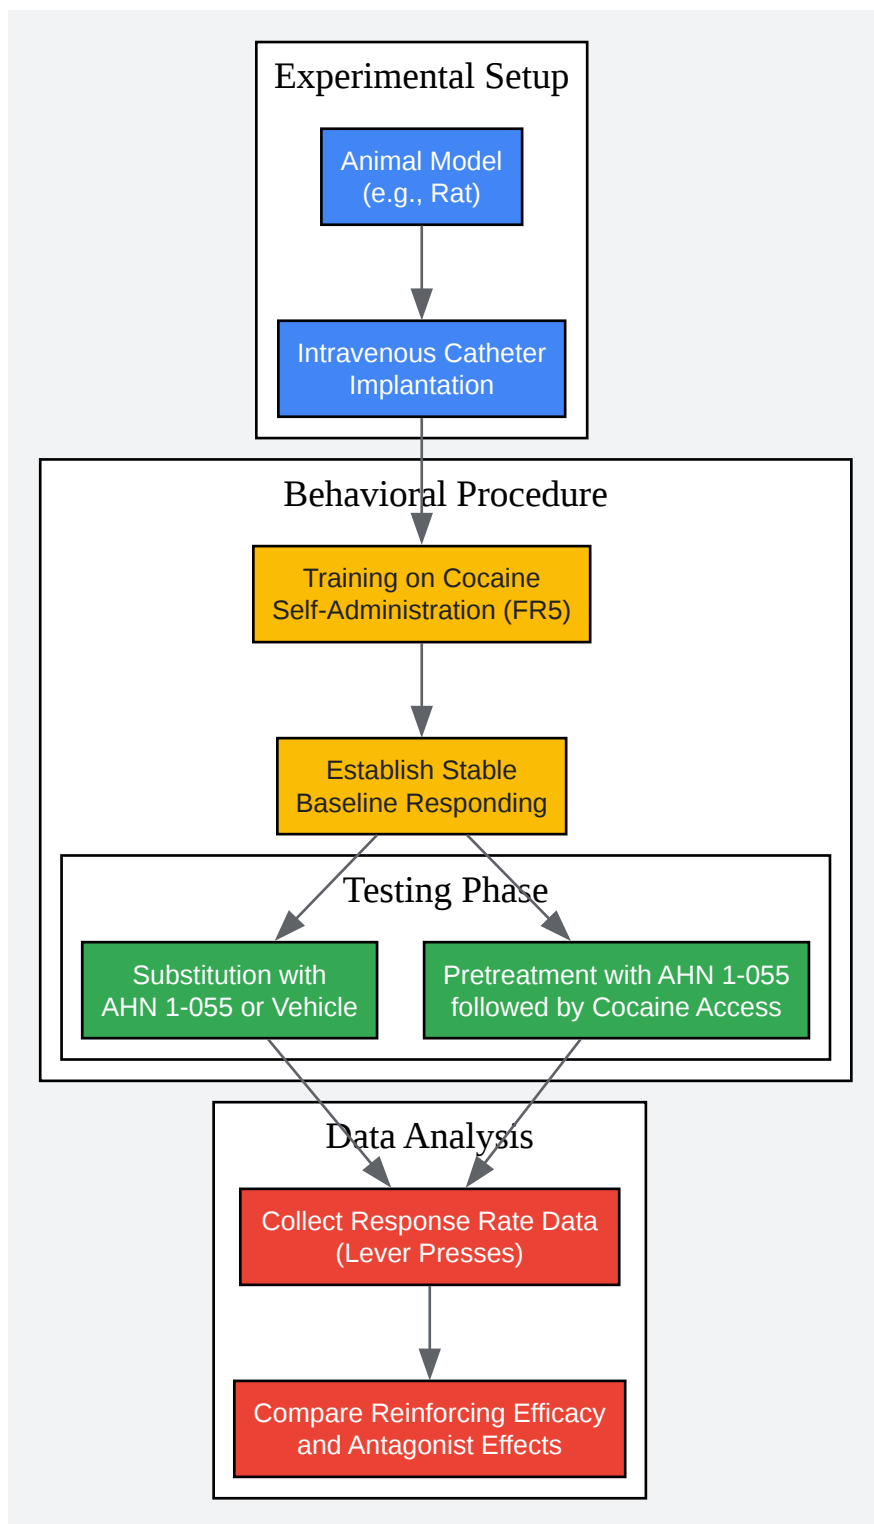 Experimental Setup
Animal Model
(e.g., Rat)
Intravenous Catheter
Implantation
Behavioral Procedure
Training on Cocaine
Self-Administration (FR5)
Establish Stable
Baseline Responding
Testing Phase
Substitution with
AHN 1-055 or Vehicle
Pretreatment with AHN 1-055
followed by Cocaine Access
Data Analysis
Collect Response Rate Data
(Lever Presses)
Compare Reinforcing Efficacy
and Antagonist Effects